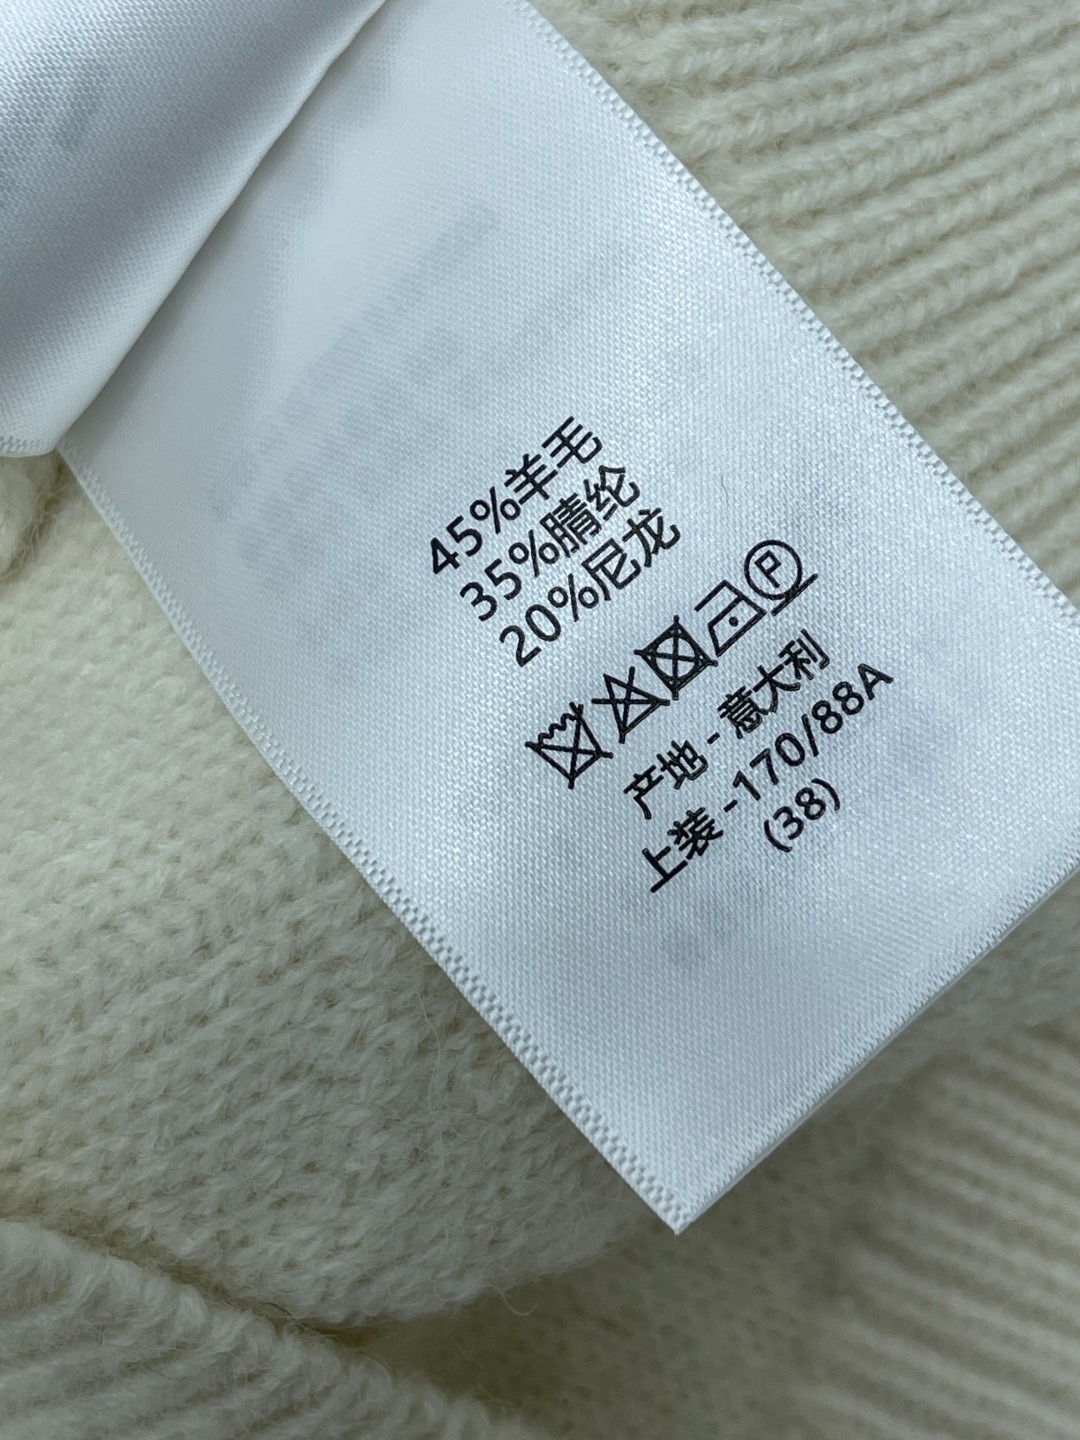 45%羊毛
35%腈纶
20%尼龙
P
产地 - 意大利
上装 - 170/88A
(38)